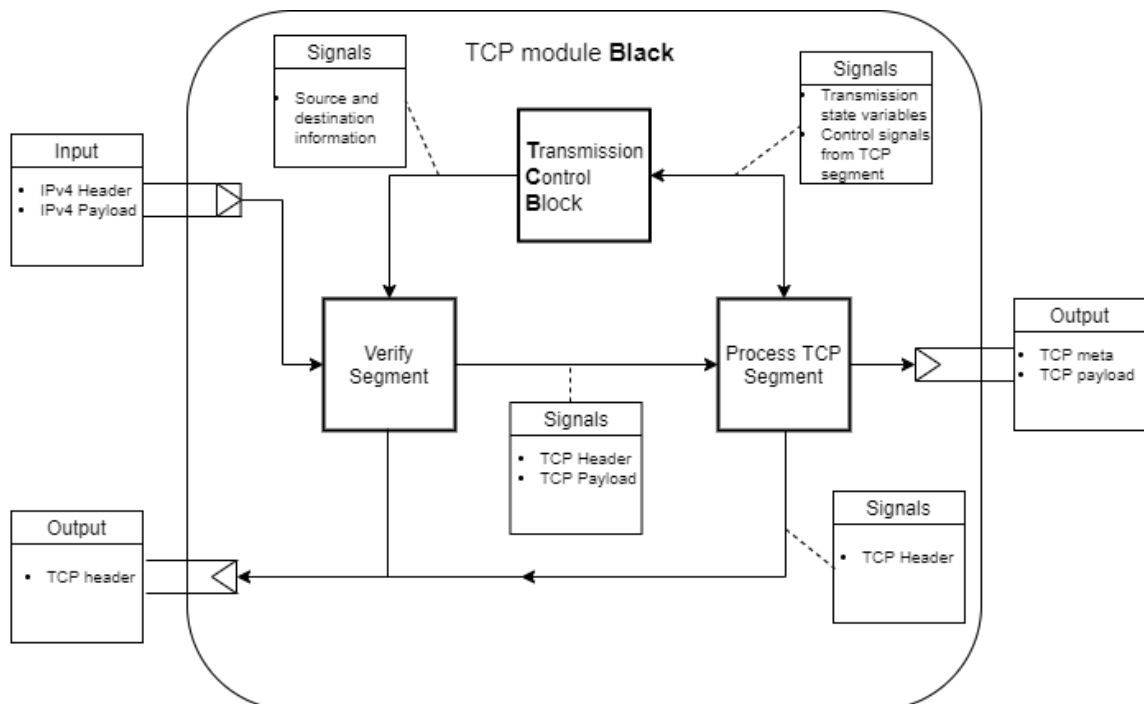 TCP module Black
Signals
• Source and
destination
information
Signals
• Transmission
state variables
• Control signals
from TCP
segment
Transmission
Control
Block
Input
• IPv4 Header
• IPv4 Payload
Verify
Segment
Process TCP
Segment
Output
• TCP meta
• TCP payload
Signals
• TCP Header
• TCP Payload
Output
• TCP header
Signals
• TCP Header